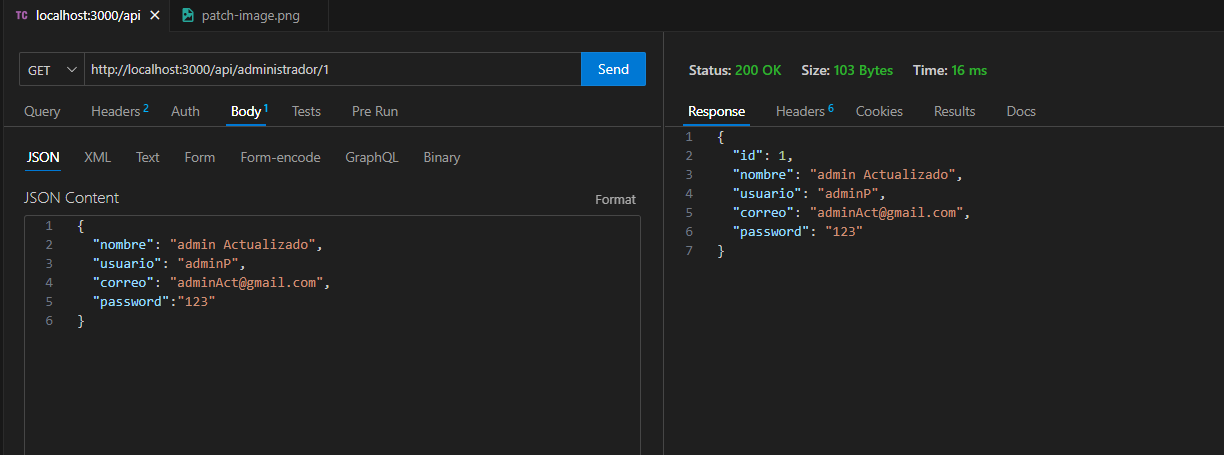 TC localhost:3000/api ✕ patch-image.png
GET http://localhost:3000/api/administrador/1 Send
Query Headers 2 Auth Body 1 Tests Pre Run
JSON XML Text Form Form-encode GraphQL Binary
JSON Content Format
1 {
2 "nombre": "admin Actualizado",
3 "usuario": "adminP",
4 "correo": "adminAct@gmail.com",
5 "password":"123"
6 }
Status: 200 OK Size: 103 Bytes Time: 16 ms
Response Headers 6 Cookies Results Docs
1 {
2 "id": 1,
3 "nombre": "admin Actualizado",
4 "usuario": "adminP",
5 "correo": "adminAct@gmail.com",
6 "password": "123"
7 }